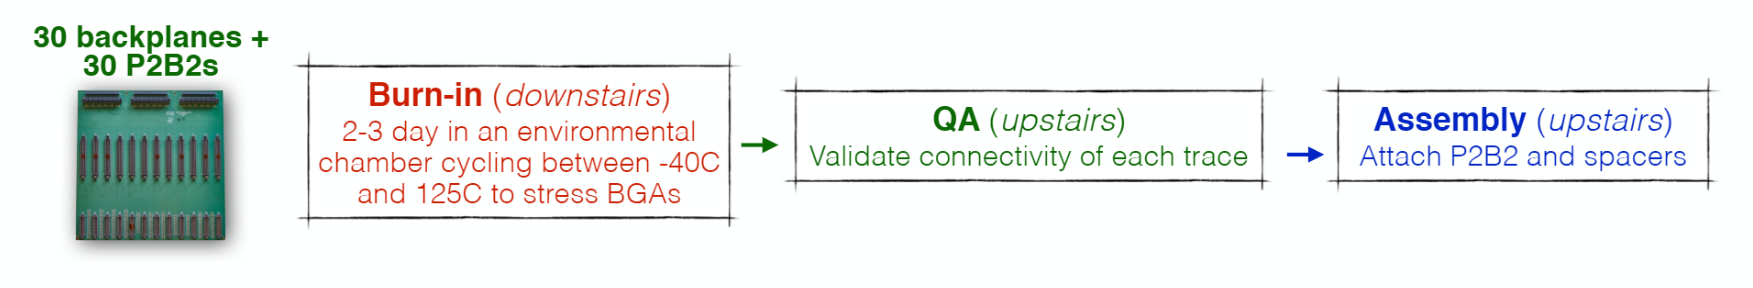 30 backplanes +
30 P2B2s
Burn-in (downstairs)
2-3 day in an environmental
chamber cycling between -40C
and 125C to stress BGAs
QA (upstairs)
Validate connectivity of each trace
Assembly (upstairs)
Attach P2B2 and spacers